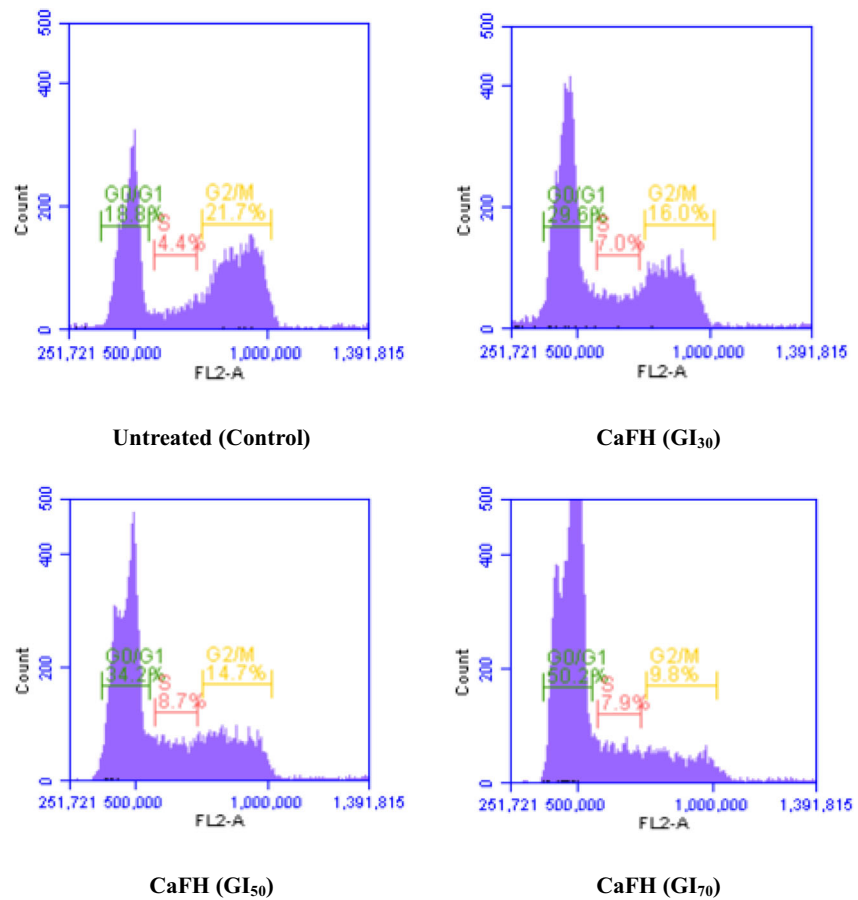 500
400
200
0
Count
G0/G1
18.8%
S
4.4%
G2/M
21.7%
251,721 500,000 1,000,000 1,391,815
FL2-A
Untreated (Control)
500
400
200
0
Count
G0/G1
29.6%
S
7.0%
G2/M
16.0%
251,721 500,000 1,000,000 1,391,815
FL2-A
CaFH (GI₃₀)
500
400
200
0
Count
G0/G1
34.2%
S
8.7%
G2/M
14.7%
251,721 500,000 1,000,000 1,391,815
FL2-A
CaFH (GI₅₀)
500
400
200
0
Count
G0/G1
50.2%
S
7.9%
G2/M
9.8%
251,721 500,000 1,000,000 1,391,815
FL2-A
CaFH (GI₇₀)